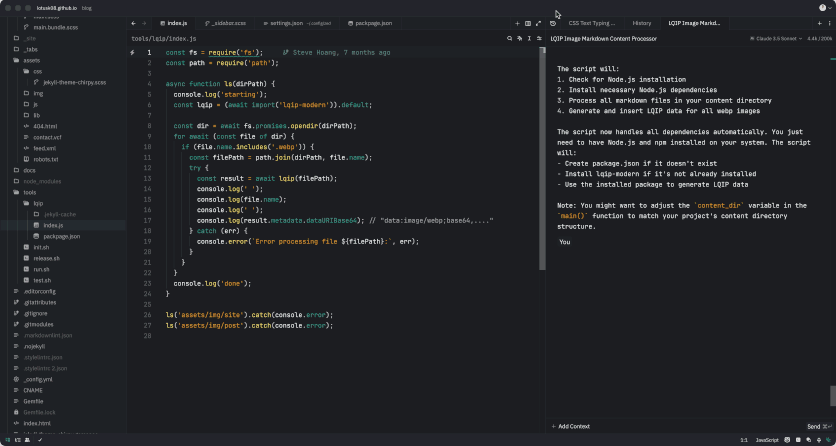 lotusk08.github.io blog
main.bundle.scss
_site
_tabs
assets
css
jekyll-theme-chirpy.scss
img
js
lib
404.html
contact.vcf
feed.xml
robots.txt
docs
node_modules
tools
lqip
.jekyll-cache
index.js
package.json
init.sh
release.sh
run.sh
test.sh
.editorconfig
.gitattributes
.gitignore
.gitmodules
.markdownlint.json
.nojekyll
.stylelintrc.json
.stylelintrc 2.json
_config.yml
CNAME
Gemfile
Gemfile.lock
index.html
index.js
_sidebar.scss
settings.json ~/.config/zed
package.json
tools/lqip/index.js
1 const fs = require('fs'); Steve Hoang, 7 months ago
2 const path = require('path');
3
4 async function ls(dirPath) {
5 console.log('starting');
6 const lqip = (await import('lqip-modern')).default;
7
8 const dir = await fs.promises.opendir(dirPath);
9 for await (const file of dir) {
10 if (file.name.includes('.webp')) {
11 const filePath = path.join(dirPath, file.name);
12 try {
13 const result = await lqip(filePath);
14 console.log(' ');
15 console.log(file.name);
16 console.log(' ');
17 console.log(result.metadata.dataURIBase64); // "data:image/webp;base64,...."
18 } catch (err) {
19 console.error(`Error processing file ${filePath}:`, err);
20 }
21 }
22 }
23 console.log('done');
24 }
25
26 ls('assets/img/site').catch(console.error);
27 ls('assets/img/post').catch(console.error);
28
CSS Text Typing ...
History
LQIP Image Markd...
LQIP Image Markdown Content Processor
Claude 3.5 Sonnet
4.4k / 200k
The script will:
1. Check for Node.js installation
2. Install necessary Node.js dependencies
3. Process all markdown files in your content directory
4. Generate and insert LQIP data for all webp images
The script now handles all dependencies automatically. You just
need to have Node.js and npm installed on your system. The script
will:
- Create package.json if it doesn't exist
- Install lqip-modern if it's not already installed
- Use the installed package to generate LQIP data
Note: You might want to adjust the `content_dir` variable in the
`main()` function to match your project's content directory
structure.
You
+ Add Context
Send
1:1
JavaScript